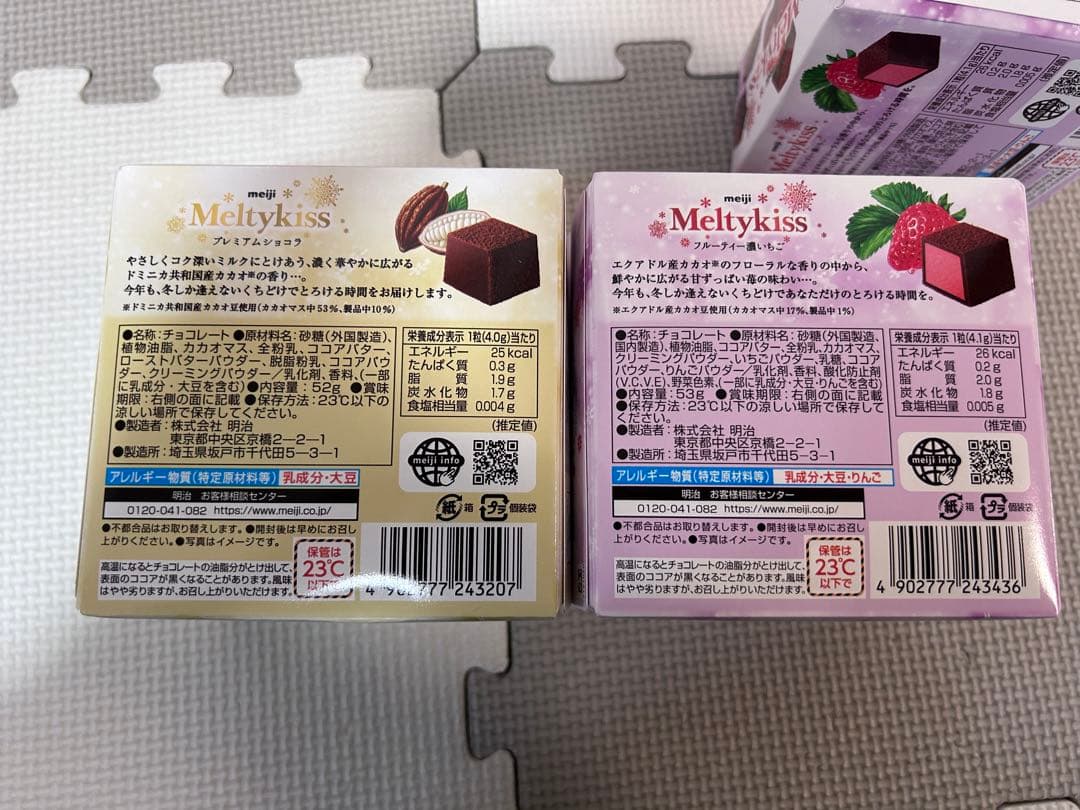 meiji
Meltykiss
プレミアムショコラ
やさしくコク深いミルクにとけあう、濃く華やかに広がる
ドミニカ共和国産カカオ※の香り…。
今年も、冬しか逢えないくちどけでとろける時間をお届けします。
※ドミニカ共和国産カカオ豆使用(カカオマス中53%、製品中10%)
●名称:チョコレート ●原材料名:砂糖(外国製造)、
植物油脂、カカオマス、全粉乳、ココアバター、
ローストバターパウダー、脱脂粉乳、ココアパウ
ダー、クリーミングパウダー/乳化剤、香料、(一部
に乳成分・大豆を含む) ●内容量:52g ●賞味
期限:右側の面に記載 ●保存方法:23℃以下の
涼しい場所で保存してください。
●製造者:株式会社 明治
東京都中央区京橋2-2-1
●製造所:埼玉県坂戸市千代田5-3-1
栄養成分表示 1粒(4.0g)当たり
エネルギー 25 kcal
たんぱく質 0.3 g
脂質 1.9 g
炭水化物 1.7 g
食塩相当量 0.004 g
(推定値)
meiji info
アレルギー物質(特定原材料等) 乳成分・大豆
明治 お客様相談センター
0120-041-082 https://www.meiji.co.jp/
紙 箱 プラ 個装袋
●不都合品はお取り替えします。●開封後は早めにお召し
上がりください。●写真はイメージです。
高温になるとチョコレートの油脂分がとけ出して、
表面のココアが黒くなることがあります。風味
はやや劣りますが、お召し上がりいただけます。
保管は
23℃
以下で
4 902777 243207
meiji
Meltykiss
フルーティー濃いちご
エクアドル産カカオ※のフローラルな香りの中から、
鮮やかに広がる甘ずっぱい苺の味わい…。
今年も、冬しか逢えないくちどけであなただけのとろける時間を。
※エクアドル産カカオ豆使用(カカオマス中17%、製品中1%)
●名称:チョコレート ●原材料名:砂糖(外国製造、
国内製造)、植物油脂、ココアバター、全粉乳、カカオマス、
クリーミングパウダー、いちごパウダー、乳糖、ココア
パウダー、りんごパウダー/乳化剤、香料、酸化防止剤
(V.C,V.E)、野菜色素、(一部に乳成分・大豆・りんごを含む)
●内容量:53g ●賞味期限:右側の面に記載
●保存方法:23℃以下の涼しい場所で保存してくださ
い。
●製造者:株式会社 明治
東京都中央区京橋2-2-1
●製造所:埼玉県坂戸市千代田5-3-1
栄養成分表示 1粒(4.1g)当たり
エネルギー 26 kcal
たんぱく質 0.2 g
脂質 2.0 g
炭水化物 1.8 g
食塩相当量 0.005 g
(推定値)
meiji info
アレルギー物質(特定原材料等) 乳成分・大豆・りんご
明治 お客様相談センター
0120-041-082 https://www.meiji.co.jp/
紙 箱 プラ 個装袋
●不都合品はお取り替えします。●開封後は早めにお召し
上がりください。●写真はイメージです。
高温になるとチョコレートの油脂分がとけ出して、
表面のココアが黒くなることがあります。風味
はやや劣りますが、お召し上がりいただけます。
保管は
23℃
以下で
4 902777 243436
meiji
Meltykiss